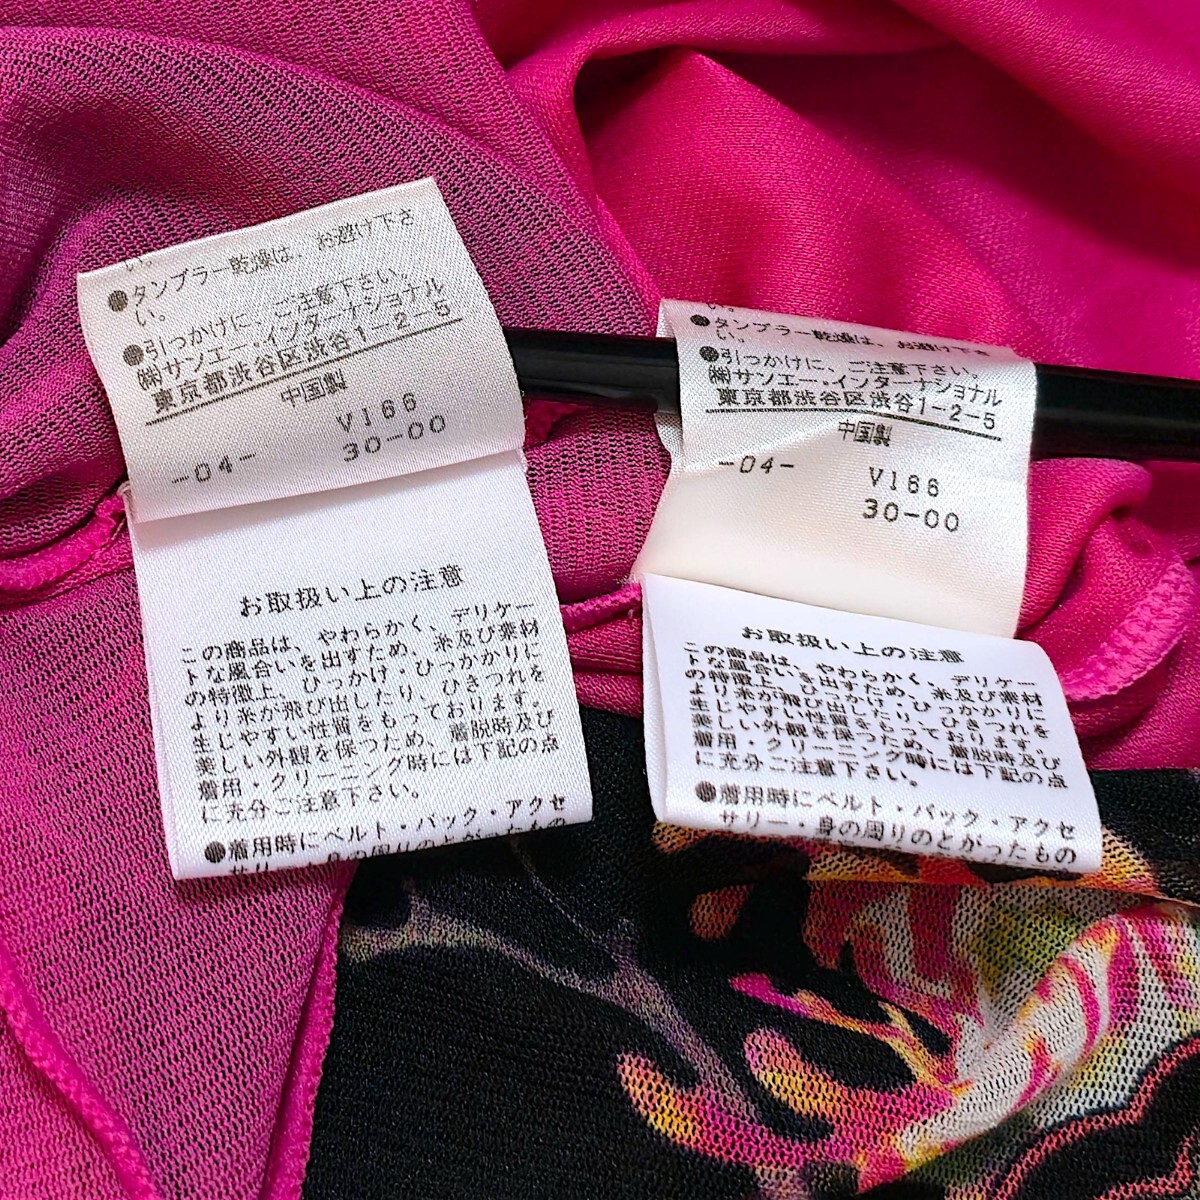 い。
●タンブラー乾燥は、お避け下さ
い。
●引つかけに、ご注意下さい。
㈱サンエー・インターナショナル
東京都渋谷区渋谷1-2-5
中国製
-04- V166
30-00
お取扱い上の注意
この商品は、やわらかく、デリケー
トな風合いを出すため、糸及び素材
の特徴上、ひっかけ・ひっかかりに
より糸が飛び出したり、ひきつれを
生じやすい性質をもっております。
美しい外観を保つため、着脱時及び
着用・クリーニング時には下記の点
に充分ご注意下さい。
●着用時にベルト・バック・アクセ
サリー・身の周りのとがったもの
い。
●タンブラー乾燥は、お避け下さ
い。
●引つかけに、ご注意下さい。
㈱サンエー・インターナショナル
東京都渋谷区渋谷1-2-5
中国製
-04- V166
30-00
お取扱い上の注意
この商品は、やわらかく、デリケー
トな風合いを出すため、糸及び素材
の特徴上、ひっかけ・ひっかかりに
より糸が飛び出したり、ひきつれを
生じやすい性質をもっております。
美しい外観を保つため、着脱時及び
着用・クリーニング時には下記の点
に充分ご注意下さい。
●着用時にベルト・バック・アクセ
サリー・身の周りのとがったもの